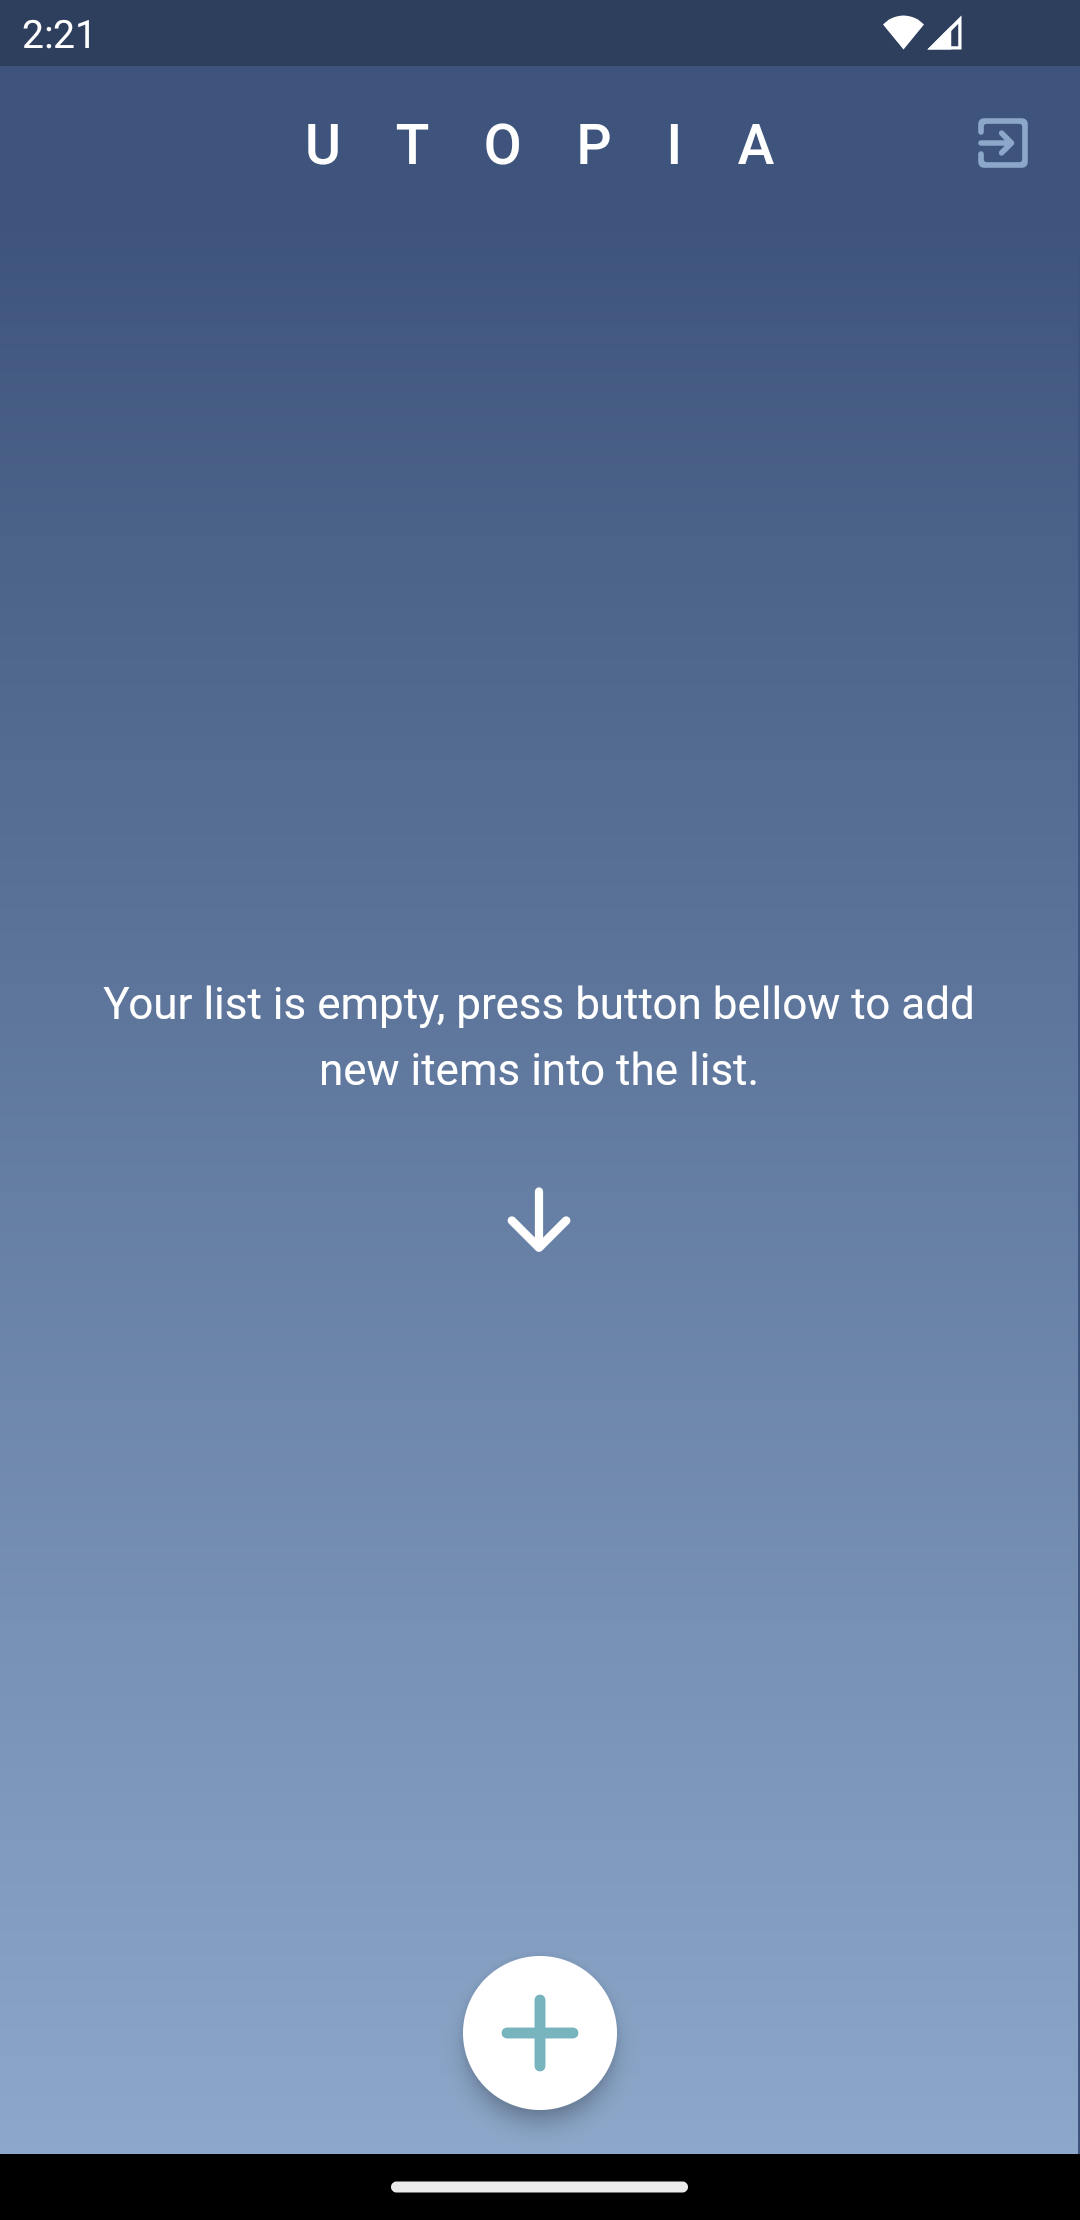 2:21
U T O P I A
Your list is empty, press button bellow to add
new items into the list.